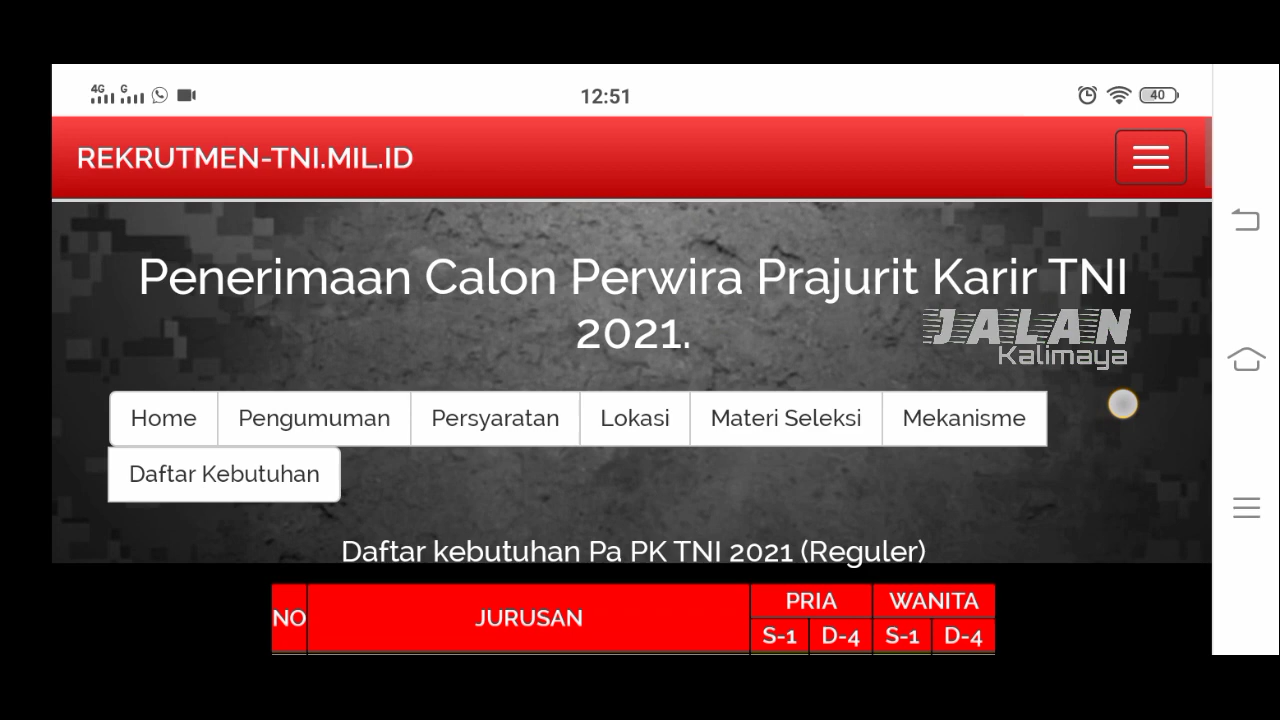 4G G 12:51 40
REKRUTMEN-TNI.MIL.ID
Penerimaan Calon Perwira Prajurit Karir TNI
2021.
JALAN
Kalimaya
Home Pengumuman Persyaratan Lokasi Materi Seleksi Mekanisme
Daftar Kebutuhan
Daftar kebutuhan Pa PK TNI 2021 (Reguler)
NO JURUSAN PRIA WANITA
S-1 D-4 S-1 D-4